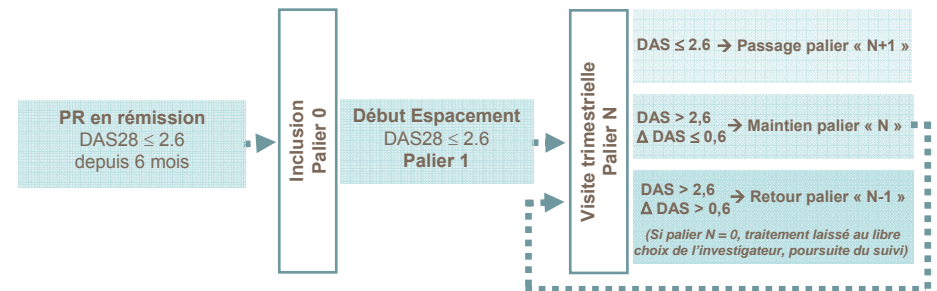 PR en rémission
DAS28 ≤ 2.6
depuis 6 mois
Inclusion
Palier 0
Début Espacement
DAS28 ≤ 2.6
Palier 1
Visite trimestrielle
Palier N
DAS ≤ 2.6 → Passage palier « N+1 »
DAS > 2,6
Δ DAS ≤ 0,6 → Maintien palier « N »
DAS > 2,6
Δ DAS > 0,6 → Retour palier « N-1 »
(Si palier N = 0, traitement laissé au libre
choix de l'investigateur, poursuite du suivi)